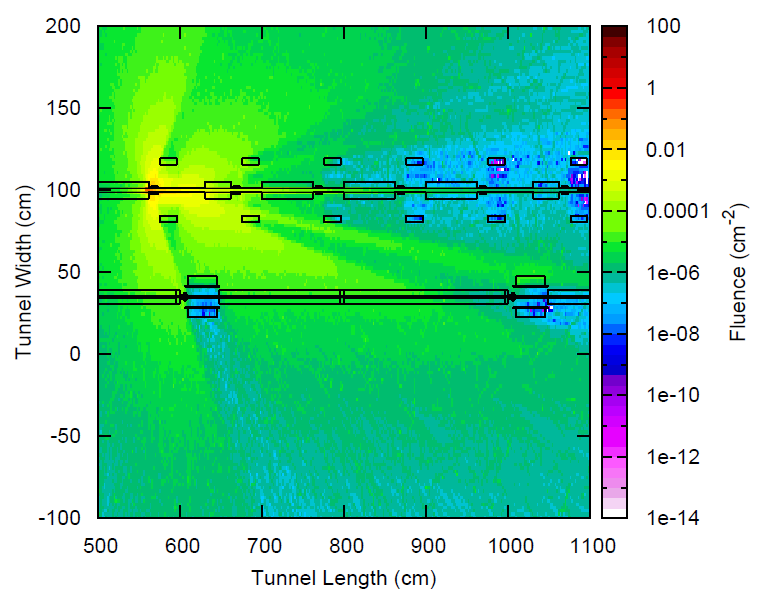 200
150
100
50
0
-50
-100
Tunnel Width (cm)
500 600 700 800 900 1000 1100
Tunnel Length (cm)
100
1
0.01
0.0001
1e-06
1e-08
1e-10
1e-12
1e-14
Fluence (cm-2)